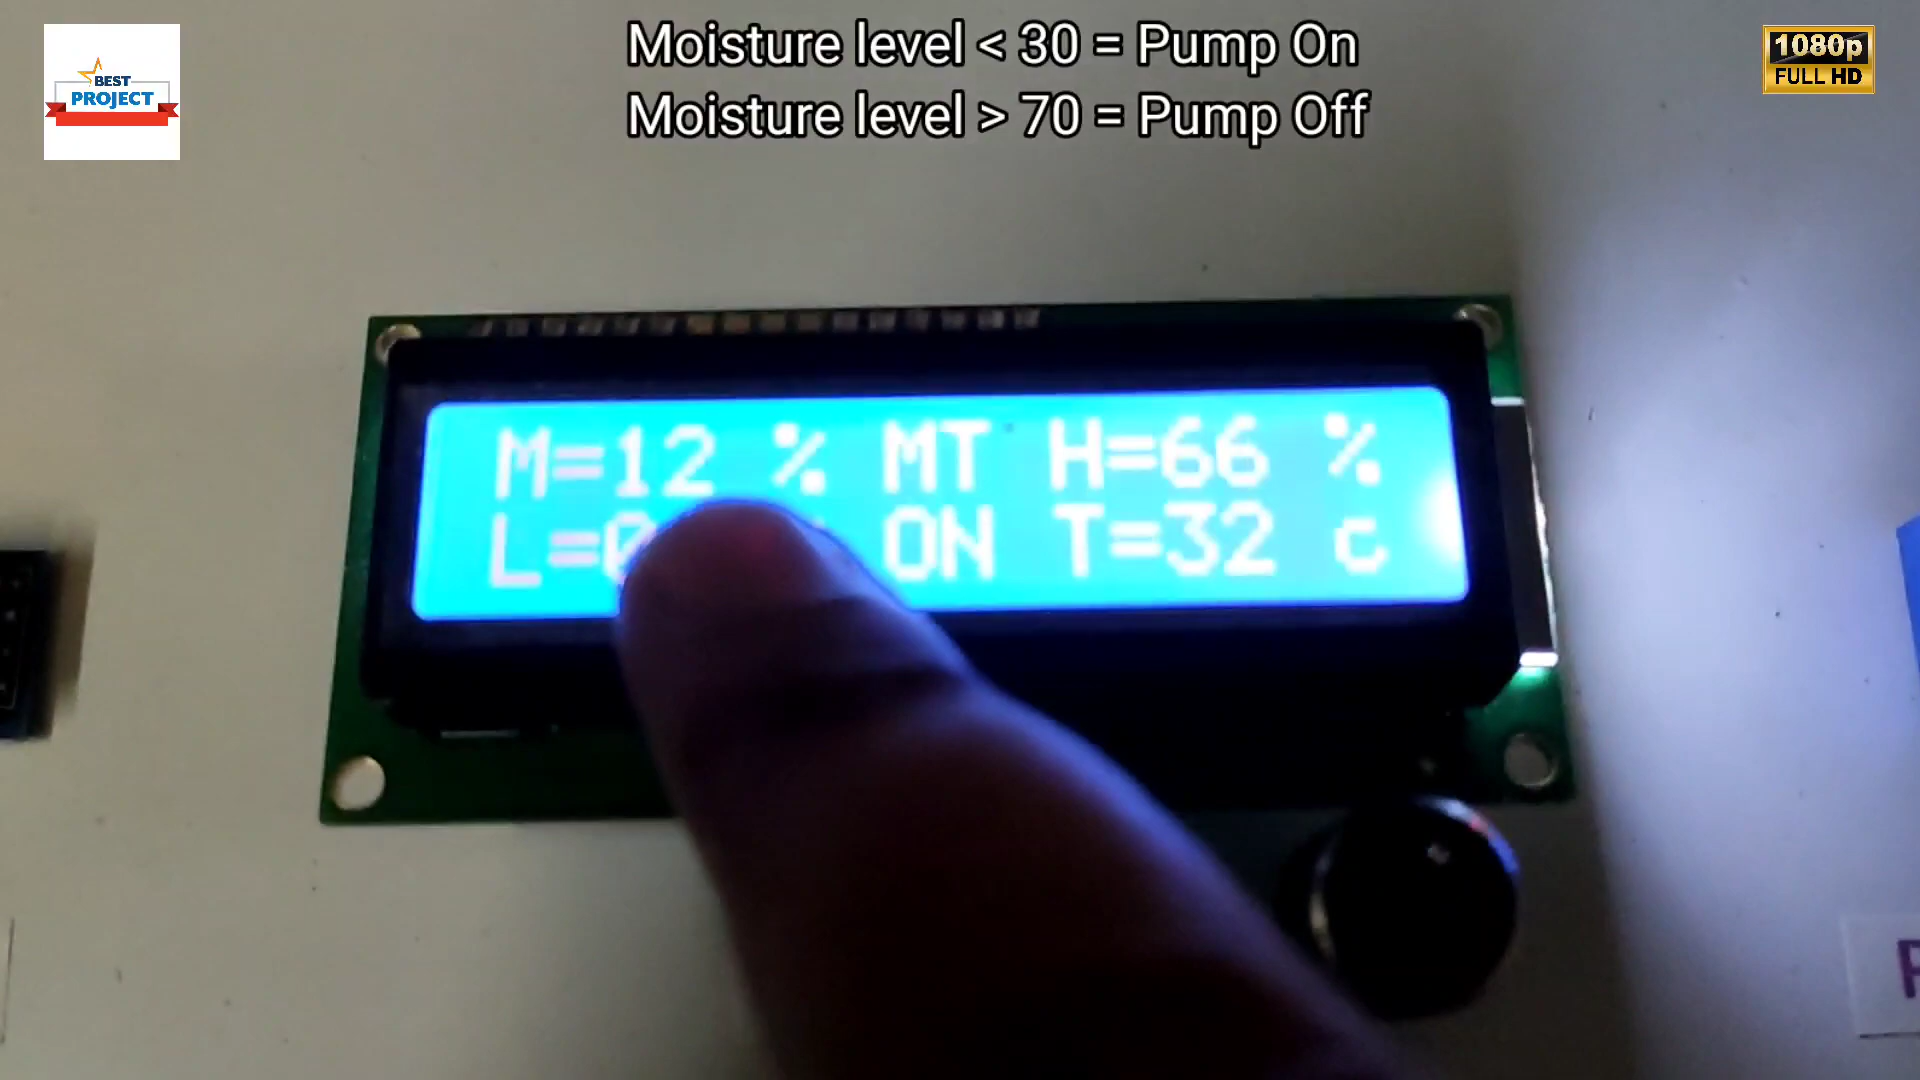 Moisture level < 30 = Pump On
Moisture level > 70 = Pump Off
BEST
PROJECT
1080p
FULL HD
M=12 % MT H=66 %
L=0 ON T=32 c